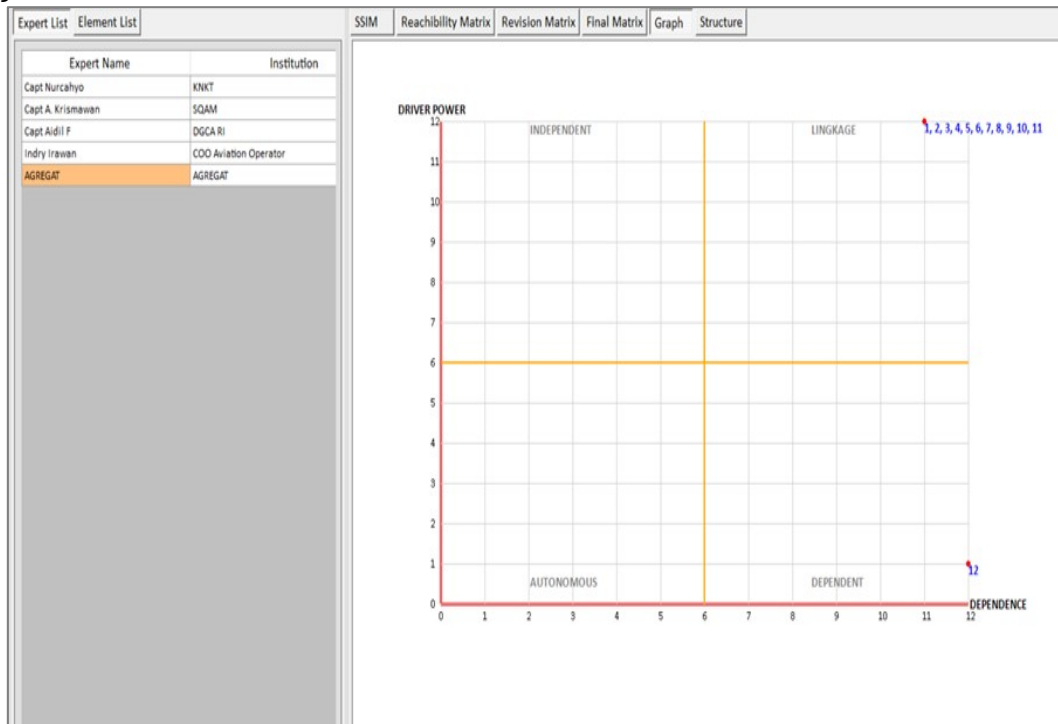 Expert List Element List
Expert Name Institution
Capt Nurcahyo KNKT
Capt A. Krismawan SQAM
Capt Aidil F DGCA RI
Indry Irawan COO Aviation Operator
AGREGAT AGREGAT
SSIM Reachibility Matrix Revision Matrix Final Matrix Graph Structure
DRIVER POWER
INDEPENDENT LINGKAGE
1, 2, 3, 4, 5, 6, 7, 8, 9, 10, 11
12
11
10
9
8
7
6
5
4
3
2
1
0
AUTONOMOUS DEPENDENT
12
DEPENDENCE
0 1 2 3 4 5 6 7 8 9 10 11 12